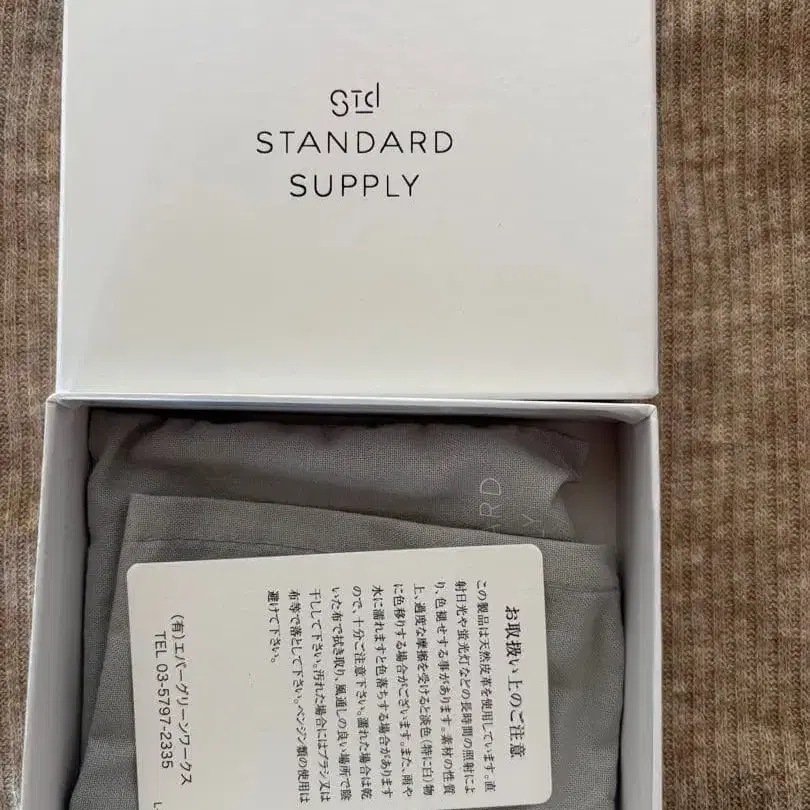 std
STANDARD
SUPPLY
ARD
Y
お取扱い上のご注意
この製品は天然皮革を使用しています。直
射日光や蛍光灯などの長時間の照射によ
り、色褪せする事があります。素材の性質
上、過度な摩擦を受けると淡色(特に白)物
に色移りする場合がございます。また、雨や
水に濡れますと色落ちする場合があります
ので、十分ご注意下さい。濡れた場合は乾
いた布で拭き取り、風通しの良い場所で陰
干しして下さい。汚れた場合にはブラシ又は
布等で落として下さい。ベンジン類の使用は
避けて下さい。
(有)エバーグリーンワークス
TEL 03-5797-2335
L-